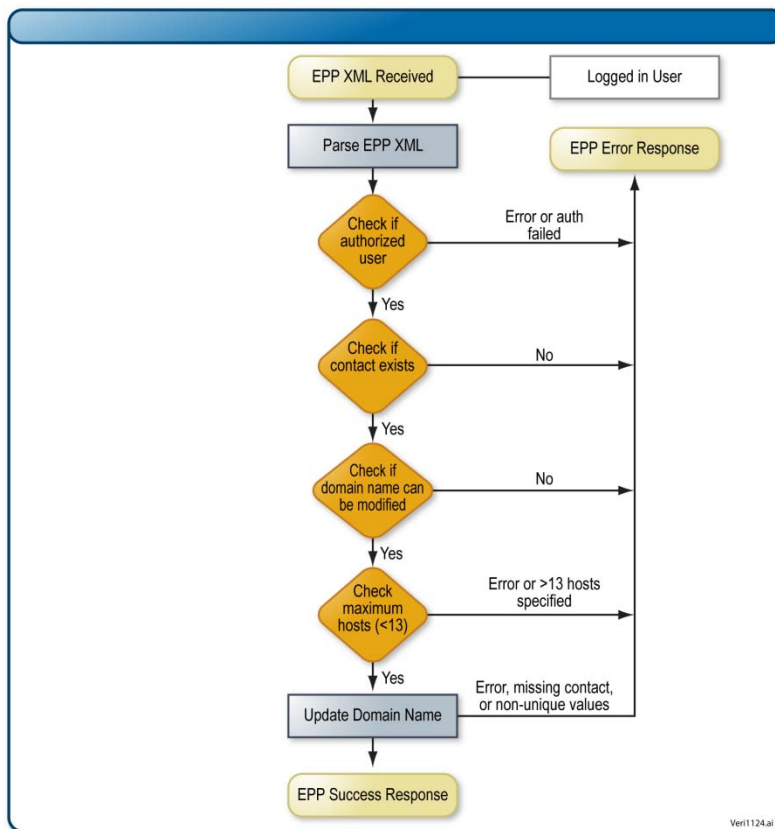 EPP XML Received
Logged in User
Parse EPP XML
EPP Error Response
Check if
authorized
user
Error or auth
failed
Yes
Check if
contact exists
No
Yes
Check if
domain name can
be modified
No
Yes
Check
maximum
hosts (<13)
Error or >13 hosts
specified
Yes
Update Domain Name
Error, missing contact,
or non-unique values
EPP Success Response
Veri1124.ai